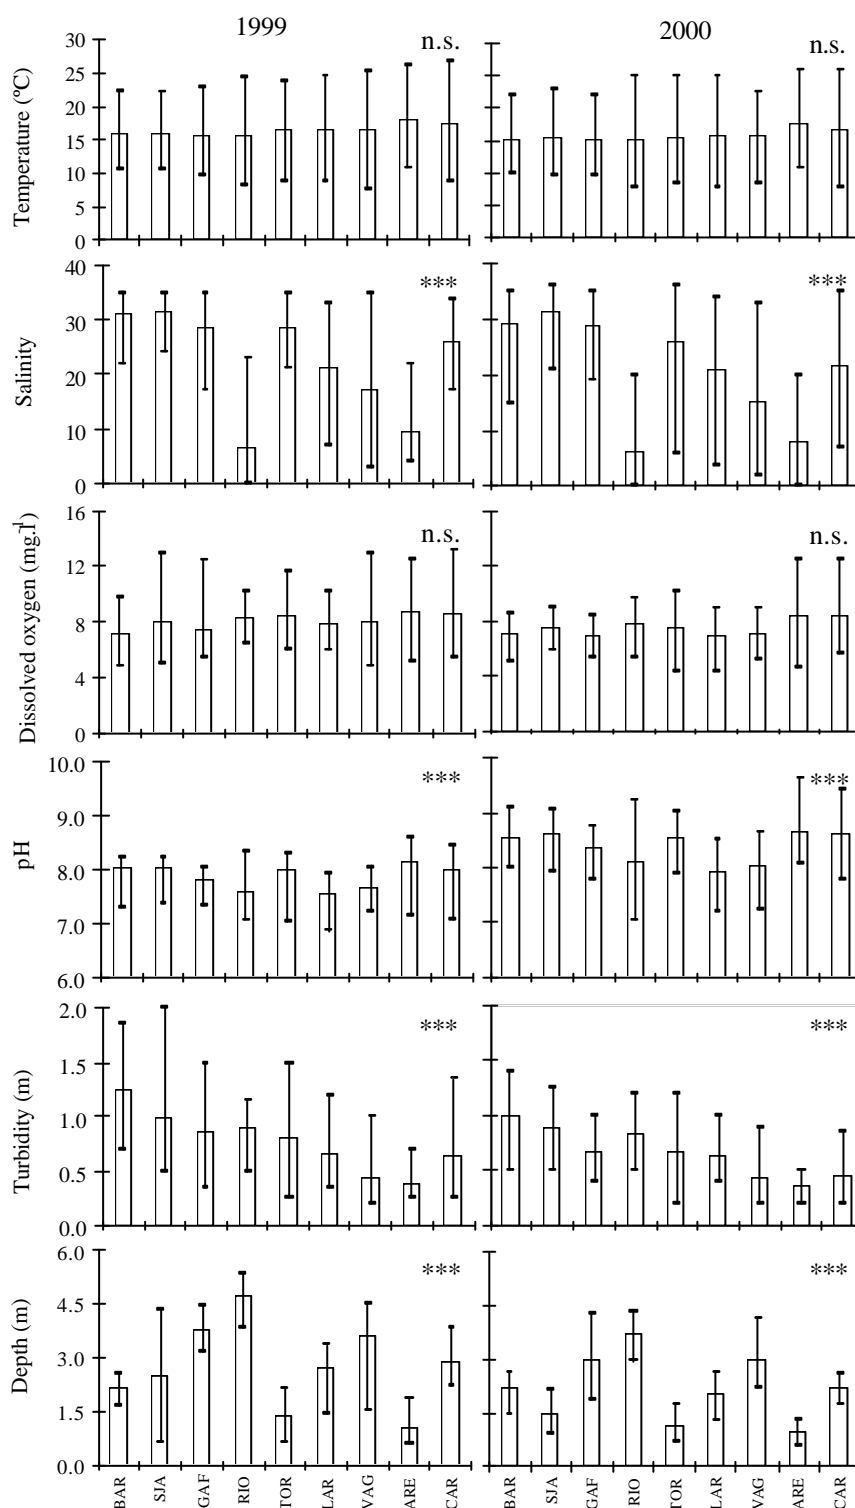 1999
2000
Temperature (ºC)
30
25
20
15
10
5
0
n.s.
n.s.
Salinity
40
30
20
10
0
***
***
Dissolved oxygen (mg.l-1)
16
12
8
4
0
n.s.
n.s.
pH
10.0
9.0
8.0
7.0
6.0
***
***
Turbidity (m)
2.0
1.5
1.0
0.5
0.0
***
***
Depth (m)
6.0
4.5
3.0
1.5
0.0
***
***
BAR
SJA
GAF
RIO
TOR
LAR
VAG
ARE
CAR
BAR
SJA
GAF
RIO
TOR
LAR
VAG
ARE
CAR